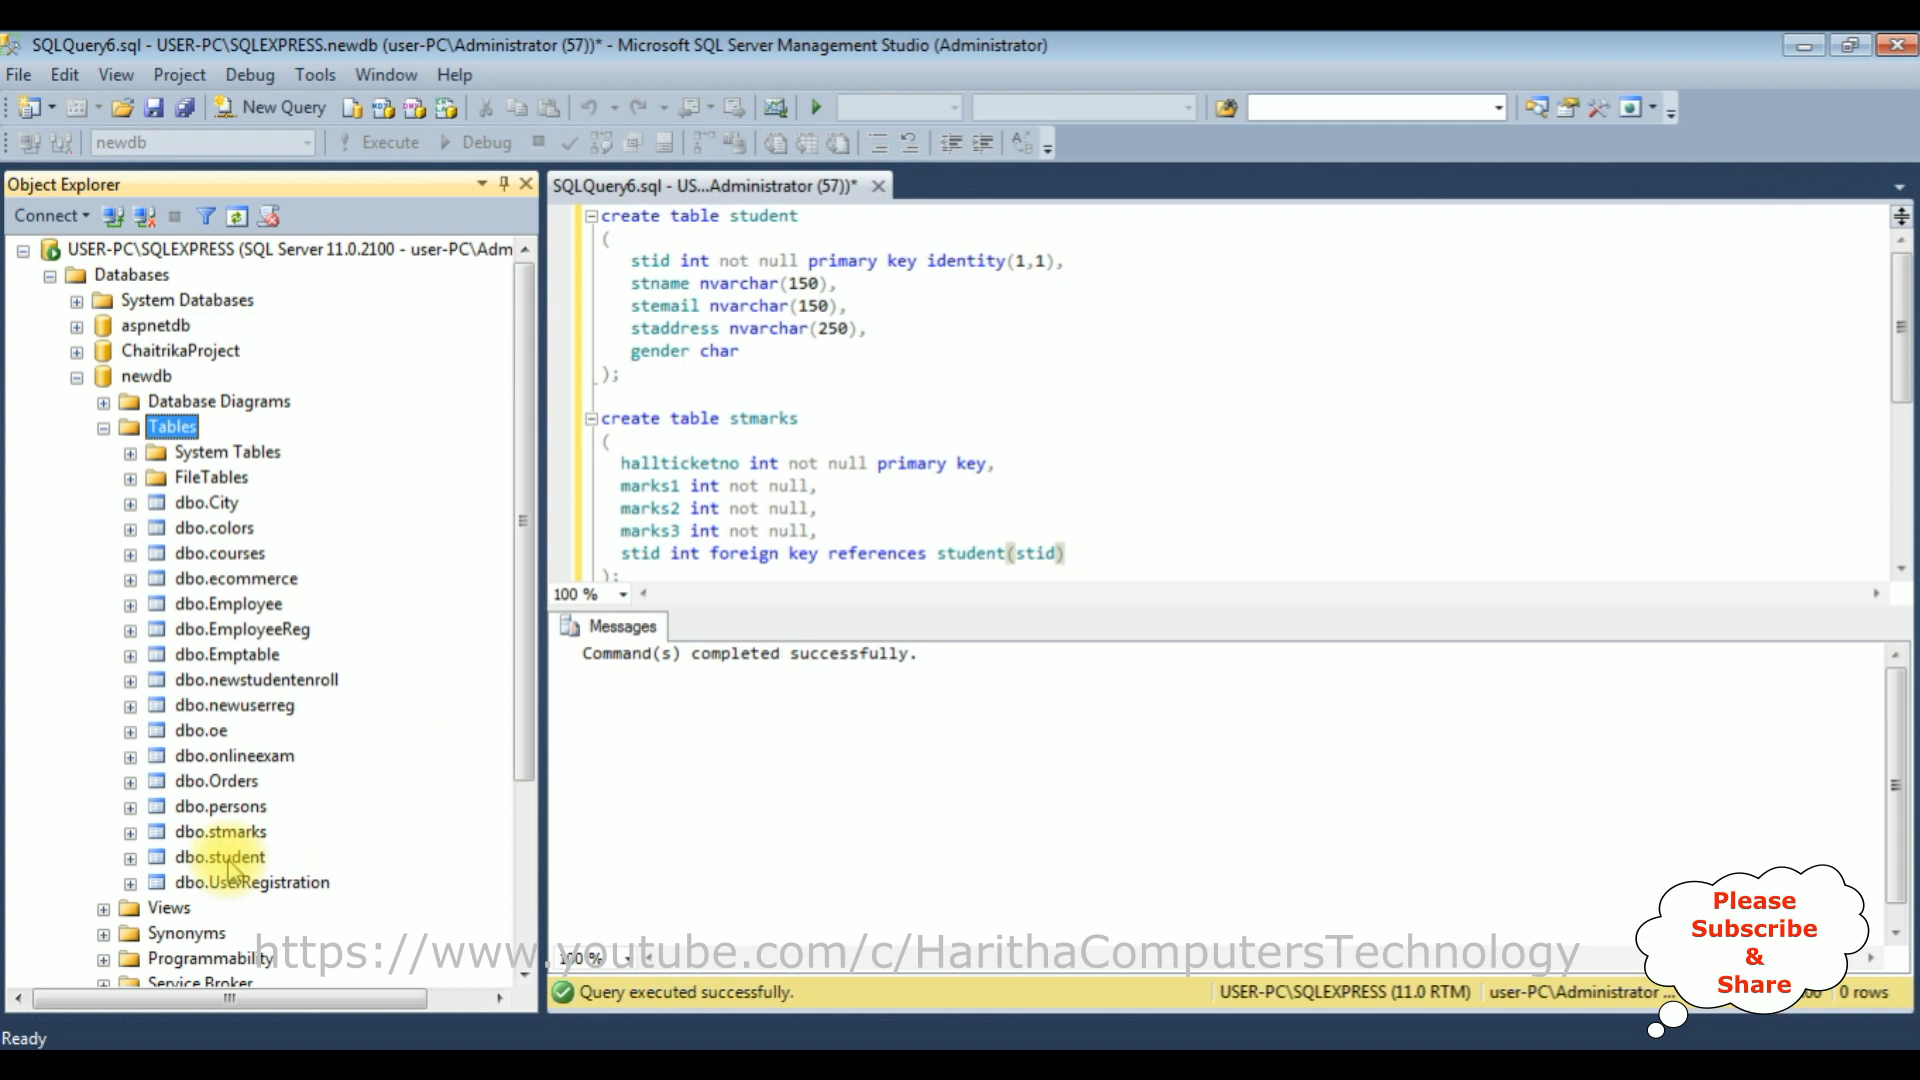 SQLQuery6.sql - USER-PC\SQLEXPRESS.newdb (user-PC\Administrator (57))* - Microsoft SQL Server Management Studio (Administrator)
File Edit View Project Debug Tools Window Help
New Query
newdb Execute Debug
Object Explorer
Connect
USER-PC\SQLEXPRESS (SQL Server 11.0.2100 - user-PC\Adm
Databases
System Databases
aspnetdb
ChaitrikaProject
newdb
Database Diagrams
Tables
System Tables
FileTables
dbo.City
dbo.colors
dbo.courses
dbo.ecommerce
dbo.Employee
dbo.EmployeeReg
dbo.Emptable
dbo.newstudentenroll
dbo.newuserreg
dbo.oe
dbo.onlineexam
dbo.Orders
dbo.persons
dbo.stmarks
dbo.student
dbo.UserRegistration
Views
Synonyms
Programmability
Service Broker
SQLQuery6.sql - US...Administrator (57))*
create table student
(
stid int not null primary key identity(1,1),
stname nvarchar(150),
stemail nvarchar(150),
staddress nvarchar(250),
gender char
);
create table stmarks
(
hallticketno int not null primary key,
marks1 int not null,
marks2 int not null,
marks3 int not null,
stid int foreign key references student(stid)
);
100 %
Messages
Command(s) completed successfully.
https://www.youtube.com/c/HarithaComputersTechnology
100 %
Query executed successfully.
USER-PC\SQLEXPRESS (11.0 RTM)
user-PC\Administrator ...
0 rows
Please
Subscribe
&
Share
Ready